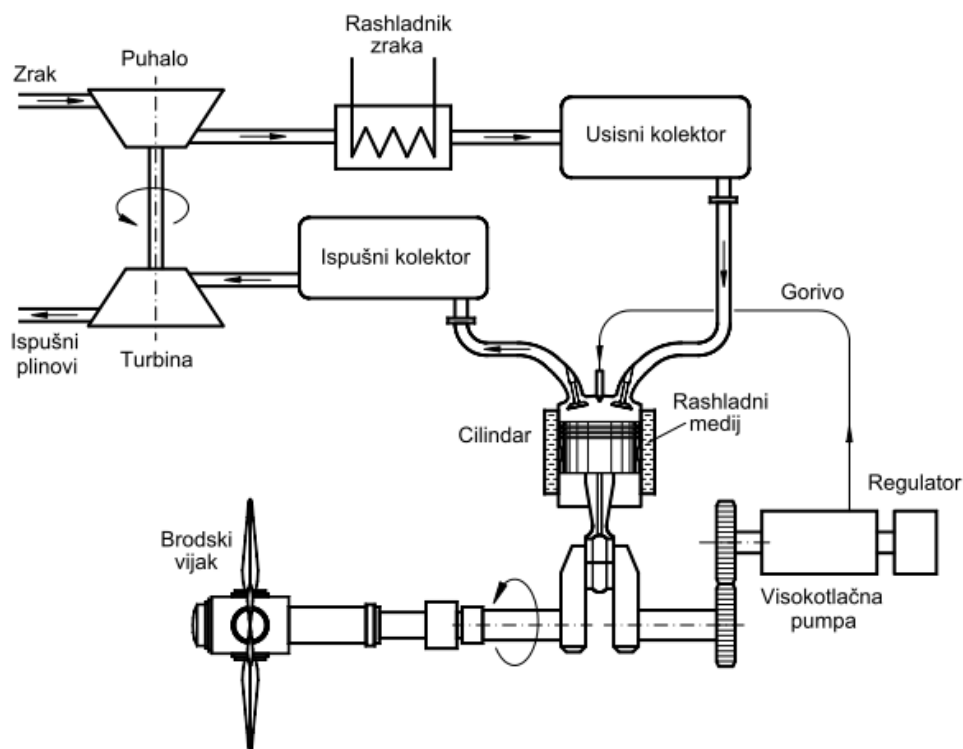 Rashladnik
zraka
Puhalo
Zrak
Usisni kolektor
Ispušni kolektor
Gorivo
Ispušni
plinovi
Turbina
Cilindar
Rashladni
medij
Regulator
Brodski
vijak
Visokotlačna
pumpa